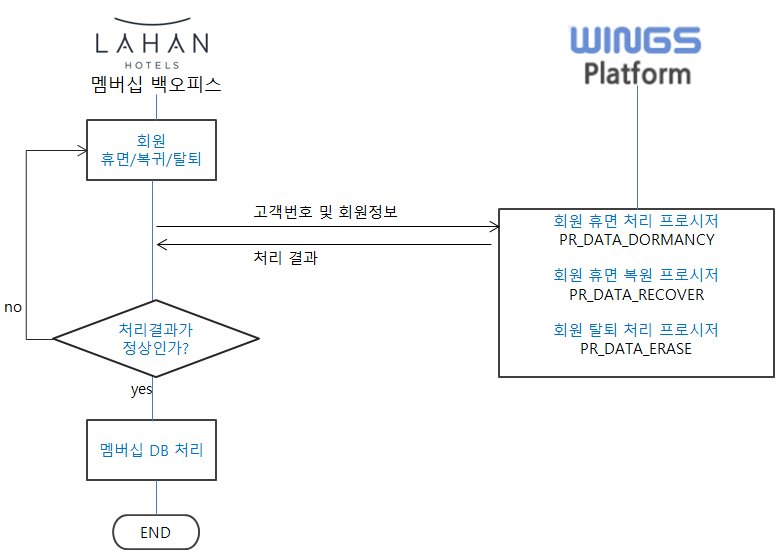 LAHAN
HOTELS
멤버십 백오피스
WINGS
Platform
회원
휴면/복귀/탈퇴
고객번호 및 회원정보
처리 결과
회원 휴면 처리 프로시저
PR_DATA_DORMANCY
회원 휴면 복원 프로시저
PR_DATA_RECOVER
회원 탈퇴 처리 프로시저
PR_DATA_ERASE
no
처리결과가
정상인가?
yes
멤버십 DB 처리
END